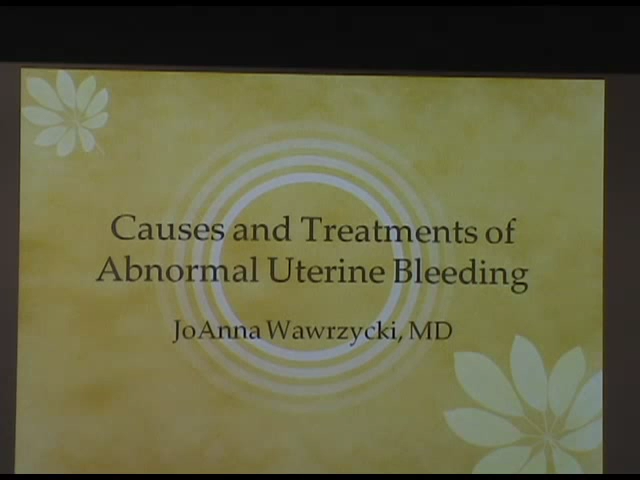 Causes and Treatments of
Abnormal Uterine Bleeding
JoAnna Wawrzycki, MD